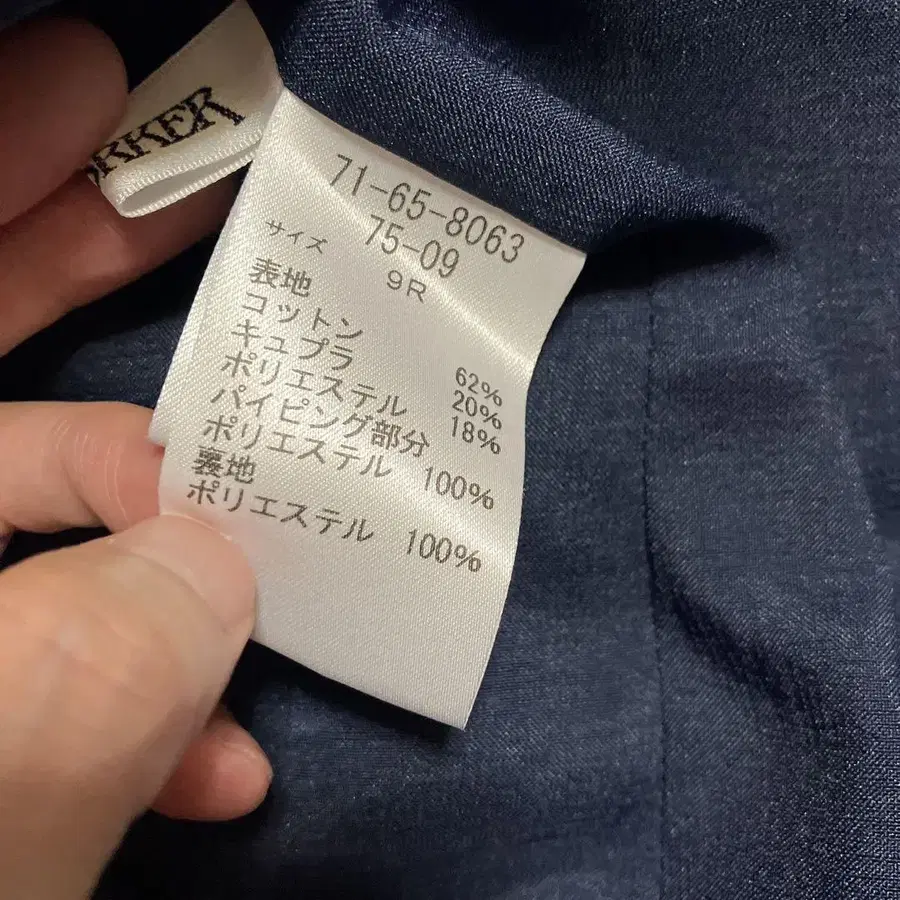 RKER
71-65-8063
75-09
サイズ 9R
表地
コットン 62%
キュプラ 20%
ポリエステル 18%
パイピング部分
ポリエステル 100%
裏地
ポリエステル 100%